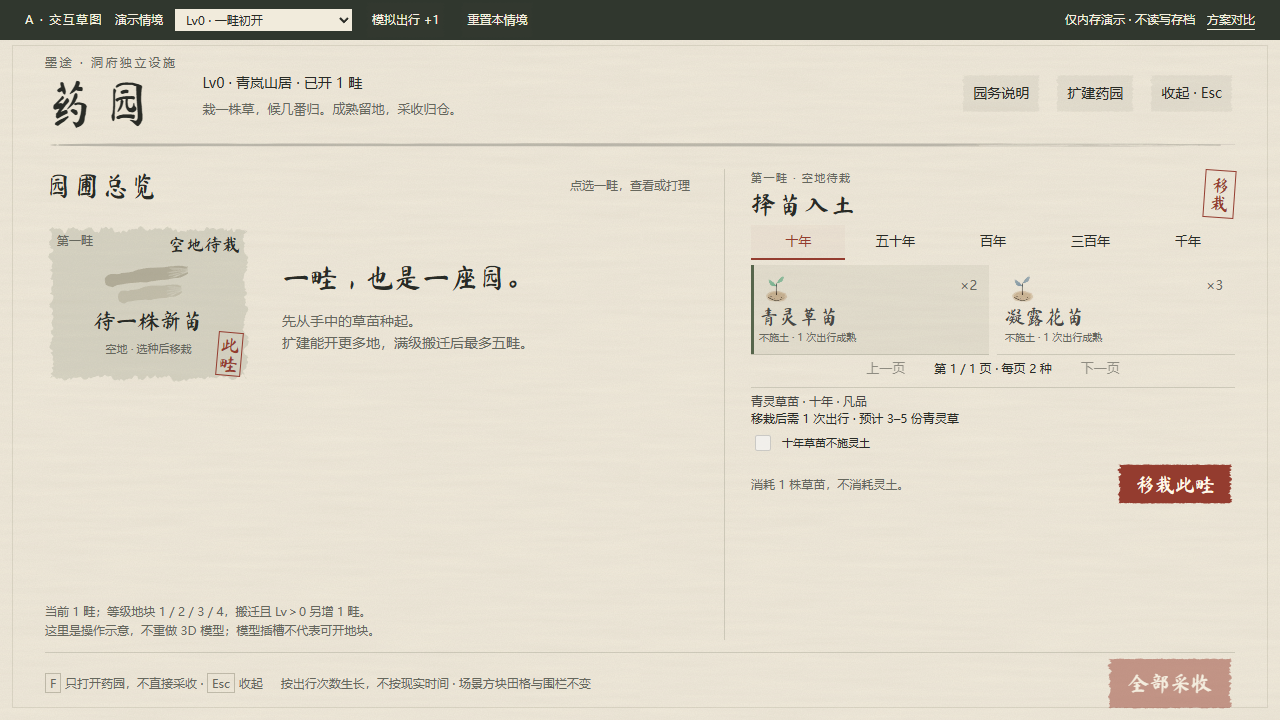 A · 交互草图 演示情境 Lv0 · 一畦初开 模拟出行 +1 重置本情境 仅内存演示 · 不读写存档 方案对比
墨途 · 洞府独立设施
药园
Lv0 · 青岚山居 · 已开 1 畦
栽一株草，候几番归。成熟留地，采收归仓。
园务说明 扩建药园 收起 · Esc
园圃总览
点选一畦，查看或打理
第一畦 空地待栽
待一株新苗
空地 · 选种后移栽
此畦
一畦，也是一座园。
先从手中的草苗种起。
扩建能开更多地，满级搬迁后最多五畦。
当前 1 畦；等级地块 1 / 2 / 3 / 4，搬迁且 Lv > 0 另增 1 畦。
这里是操作示意，不重做 3D 模型；模型插槽不代表可开地块。
第一畦 · 空地待栽
择苗入土
移栽
十年 五十年 百年 三百年 千年
×2
青灵草苗
不施土 · 1 次出行成熟
×3
凝露花苗
不施土 · 1 次出行成熟
上一页 第 1 / 1 页 · 每页 2 种 下一页
青灵草苗 · 十年 · 凡品
移栽后需 1 次出行 · 预计 3–5 份青灵草
十年草苗不施灵土
消耗 1 株草苗，不消耗灵土。
移栽此畦
F 只打开药园，不直接采收 · Esc 收起 按出行次数生长，不按现实时间 · 场景方块田格与围栏不变
全部采收